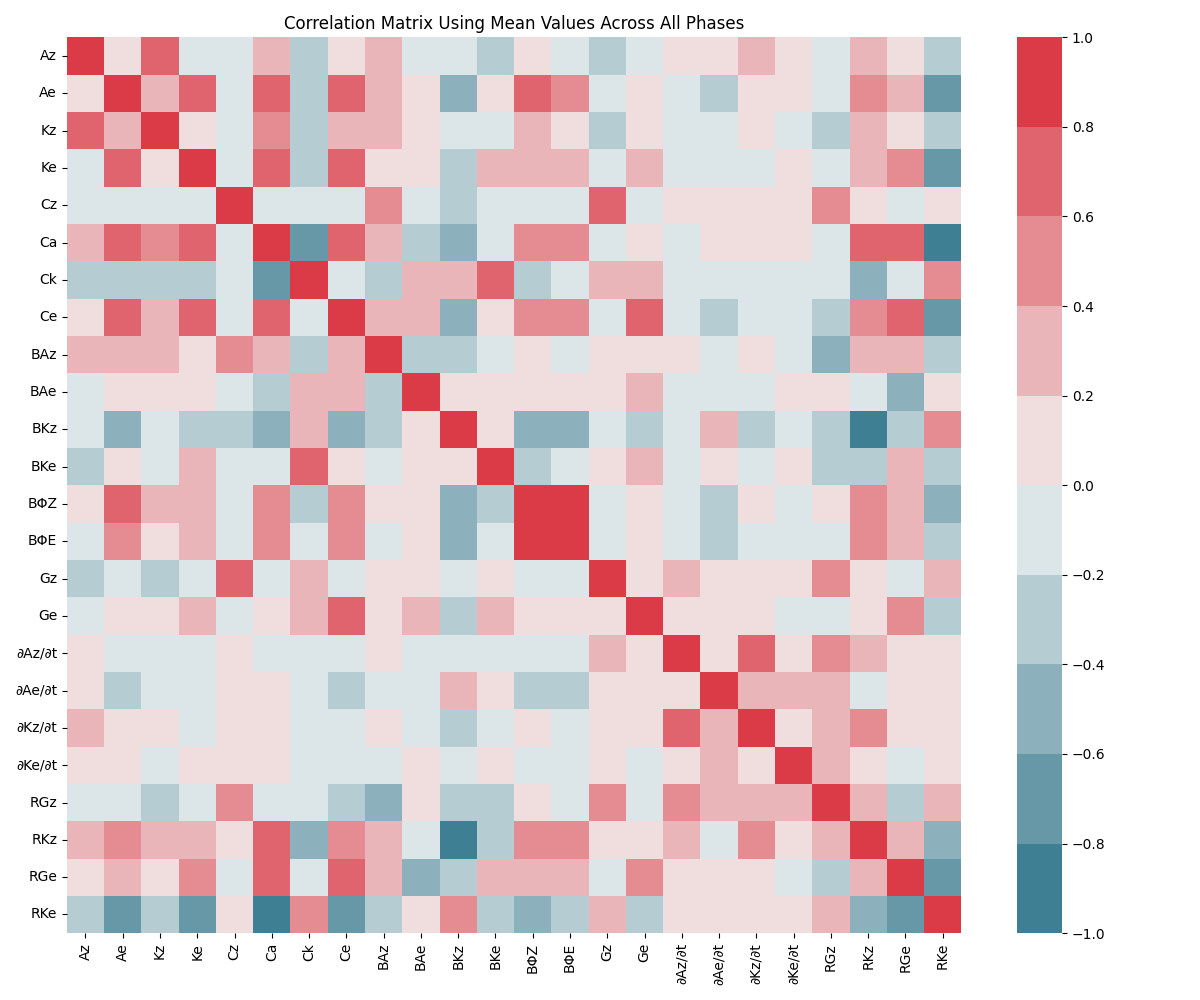 Correlation Matrix Using Mean Values Across All Phases
Az
Ae
Kz
Ke
Cz
Ca
Ck
Ce
BAz
BAe
BKz
BKe
BΦZ
BΦE
Gz
Ge
∂Az/∂t
∂Ae/∂t
∂Kz/∂t
∂Ke/∂t
RGz
RKz
RGe
RKe
Az Ae Kz Ke Cz Ca Ck Ce BAz BAe BKz BKe BΦZ BΦE Gz Ge ∂Az/∂t ∂Ae/∂t ∂Kz/∂t ∂Ke/∂t RGz RKz RGe RKe
1.0
0.8
0.6
0.4
0.2
0.0
−0.2
−0.4
−0.6
−0.8
−1.0